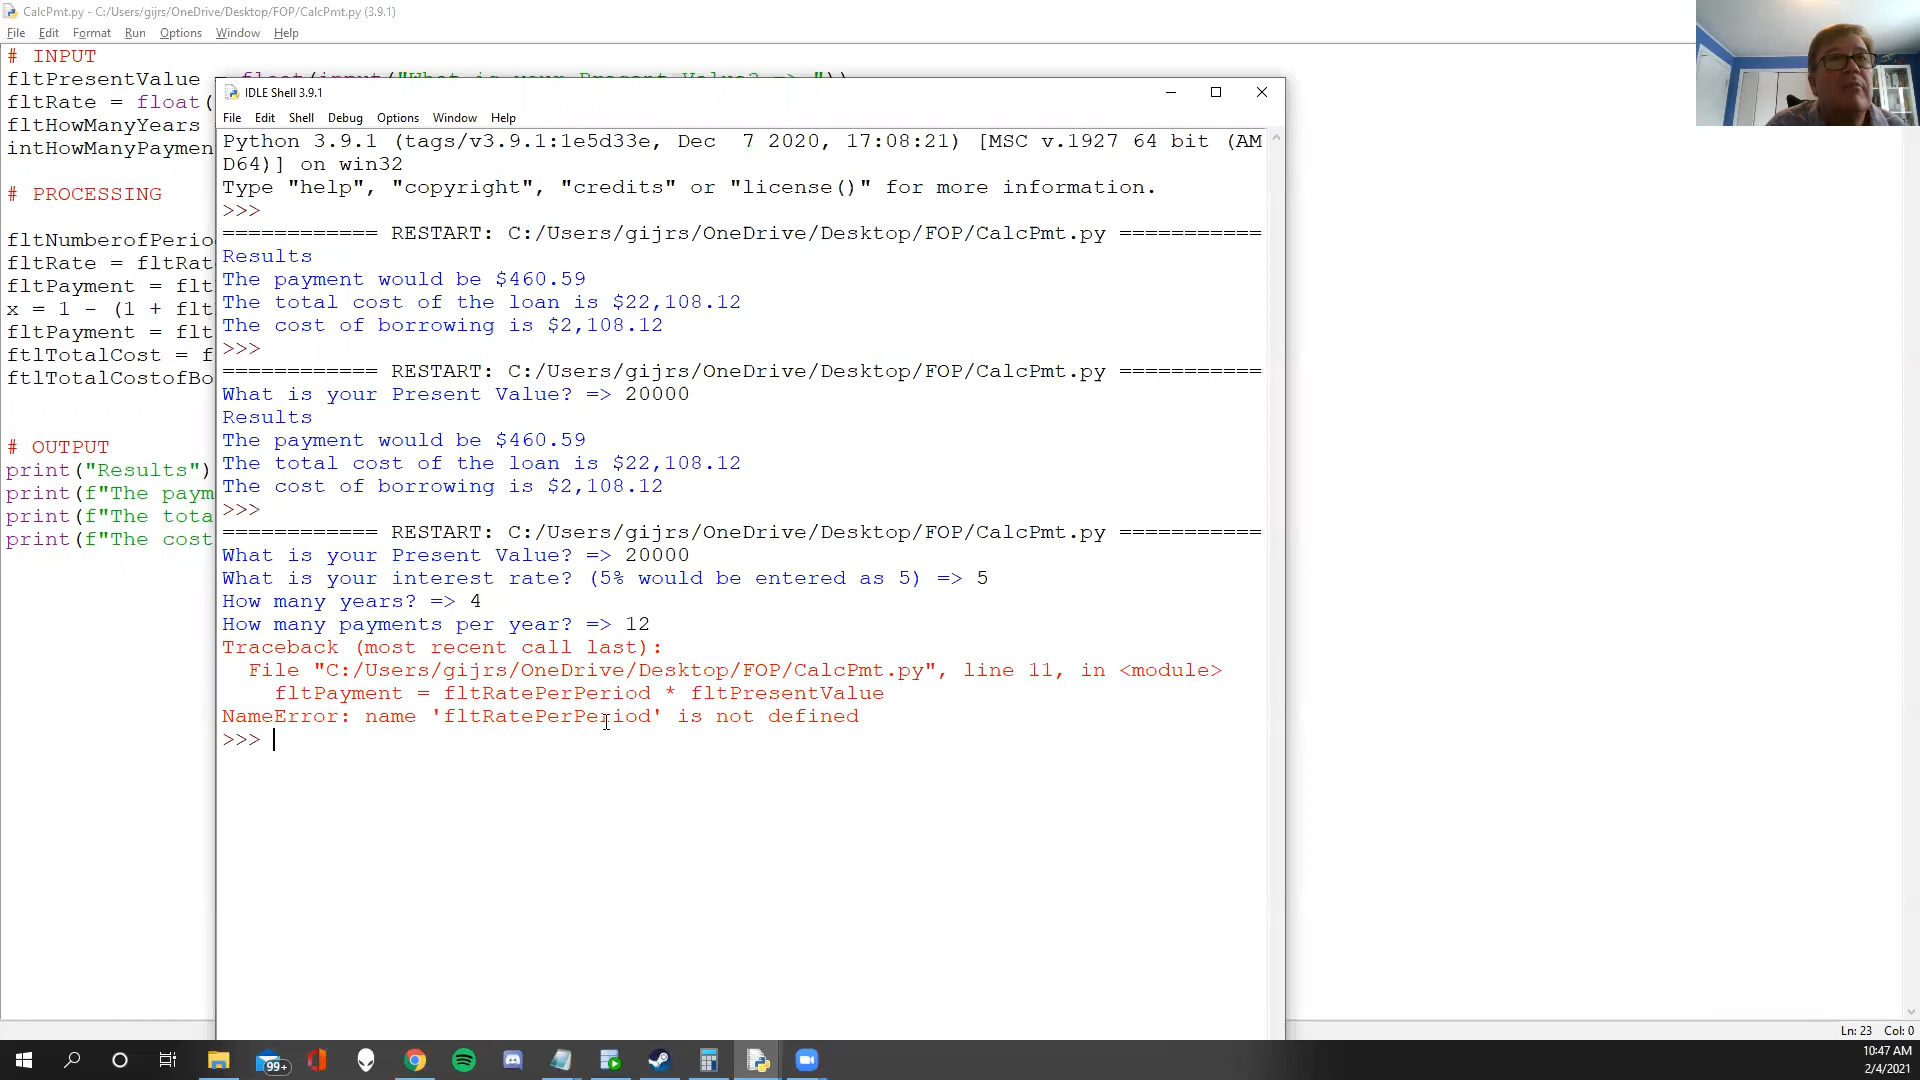 CalcPmt.py - C:/Users/gijrs/OneDrive/Desktop/FOP/CalcPmt.py (3.9.1)
File Edit Format Run Options Window Help
# INPUT
fltPresentValue = float(input("What is your Present Value? => "))
fltRate = float(
fltHowManyYears
intHowManyPaymen
# PROCESSING
fltNumberofPerio
fltRate = fltRat
fltPayment = flt
x = 1 - (1 + flt
fltPayment = flt
ftlTotalCost = f
ftlTotalCostofBo
# OUTPUT
print("Results")
print(f"The paym
print(f"The tota
print(f"The cost
IDLE Shell 3.9.1
File Edit Shell Debug Options Window Help
Python 3.9.1 (tags/v3.9.1:1e5d33e, Dec  7 2020, 17:08:21) [MSC v.1927 64 bit (AM
D64)] on win32
Type "help", "copyright", "credits" or "license()" for more information.
>>>
============ RESTART: C:/Users/gijrs/OneDrive/Desktop/FOP/CalcPmt.py ===========
Results
The payment would be $460.59
The total cost of the loan is $22,108.12
The cost of borrowing is $2,108.12
>>>
============ RESTART: C:/Users/gijrs/OneDrive/Desktop/FOP/CalcPmt.py ===========
What is your Present Value? => 20000
Results
The payment would be $460.59
The total cost of the loan is $22,108.12
The cost of borrowing is $2,108.12
>>>
============ RESTART: C:/Users/gijrs/OneDrive/Desktop/FOP/CalcPmt.py ===========
What is your Present Value? => 20000
What is your interest rate? (5% would be entered as 5) => 5
How many years? => 4
How many payments per year? => 12
Traceback (most recent call last):
  File "C:/Users/gijrs/OneDrive/Desktop/FOP/CalcPmt.py", line 11, in <module>
    fltPayment = fltRatePerPeriod * fltPresentValue
NameError: name 'fltRatePerPeriod' is not defined
>>>
Ln: 23 Col: 0
99+
10:47 AM
2/4/2021